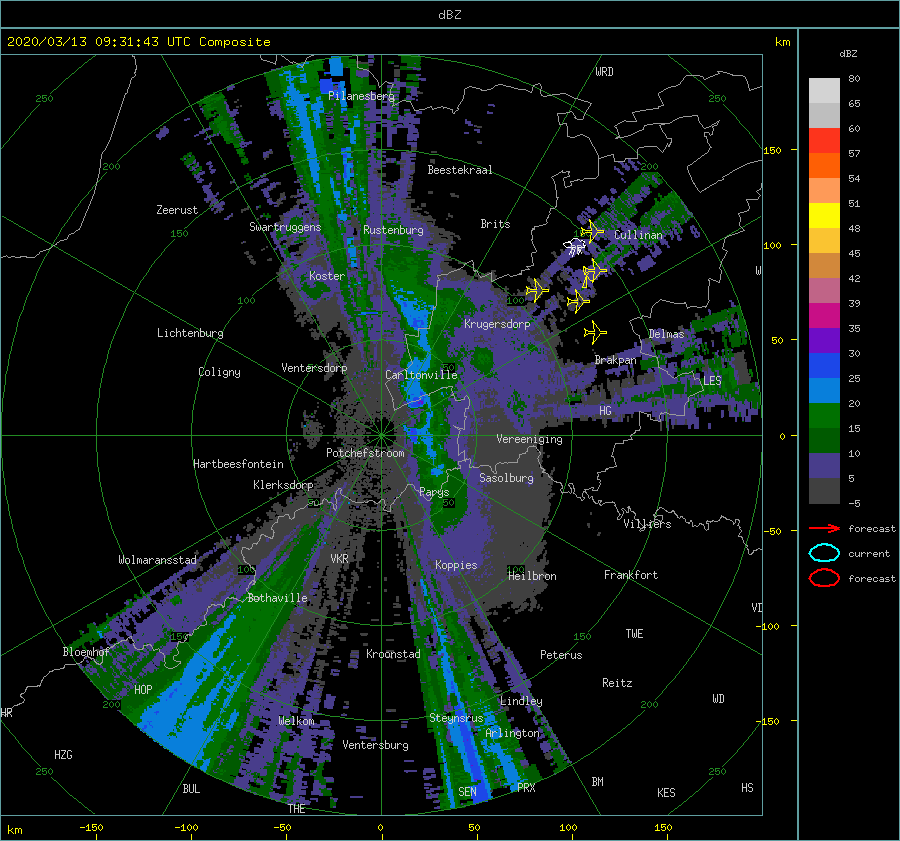 dBZ
2020/03/13 09:31:43 UTC Composite
km
dBZ
WRD
250
Pilanesberg
250
80
65
60
57
54
51
48
45
42
39
35
30
25
20
15
10
5
-5
150
200
Beestekraal
200
Zeerust
Swartruggens
150
Rustenburg
Brits
Cullinan
100
W
Koster
100
100
Krugersdorp
Lichtenburg
Ventersdorp
Coligny
Carltonville
Brakpan
Delmas
50
LES
HG
Vereeniging
0
Potchefstroom
Hartbeesfontein
Klerksdorp
Parys
Sasolburg
50
50
Villiers
-50
forecast
current
forecast
Wolmaransstad
VKR
100
Koppies
100
Heilbron
Frankfort
Bothaville
VD
-100
150
150
TWE
Bloemhof
Kroonstad
Peterus
HOP
Reitz
200
Lindley
200
WD
HR
Welkom
Steynsrus
Arlington
-150
HZG
Ventersburg
250
250
BUL
SEN
PRX
BM
KES
HS
THE
km
-150
-100
-50
0
50
100
150